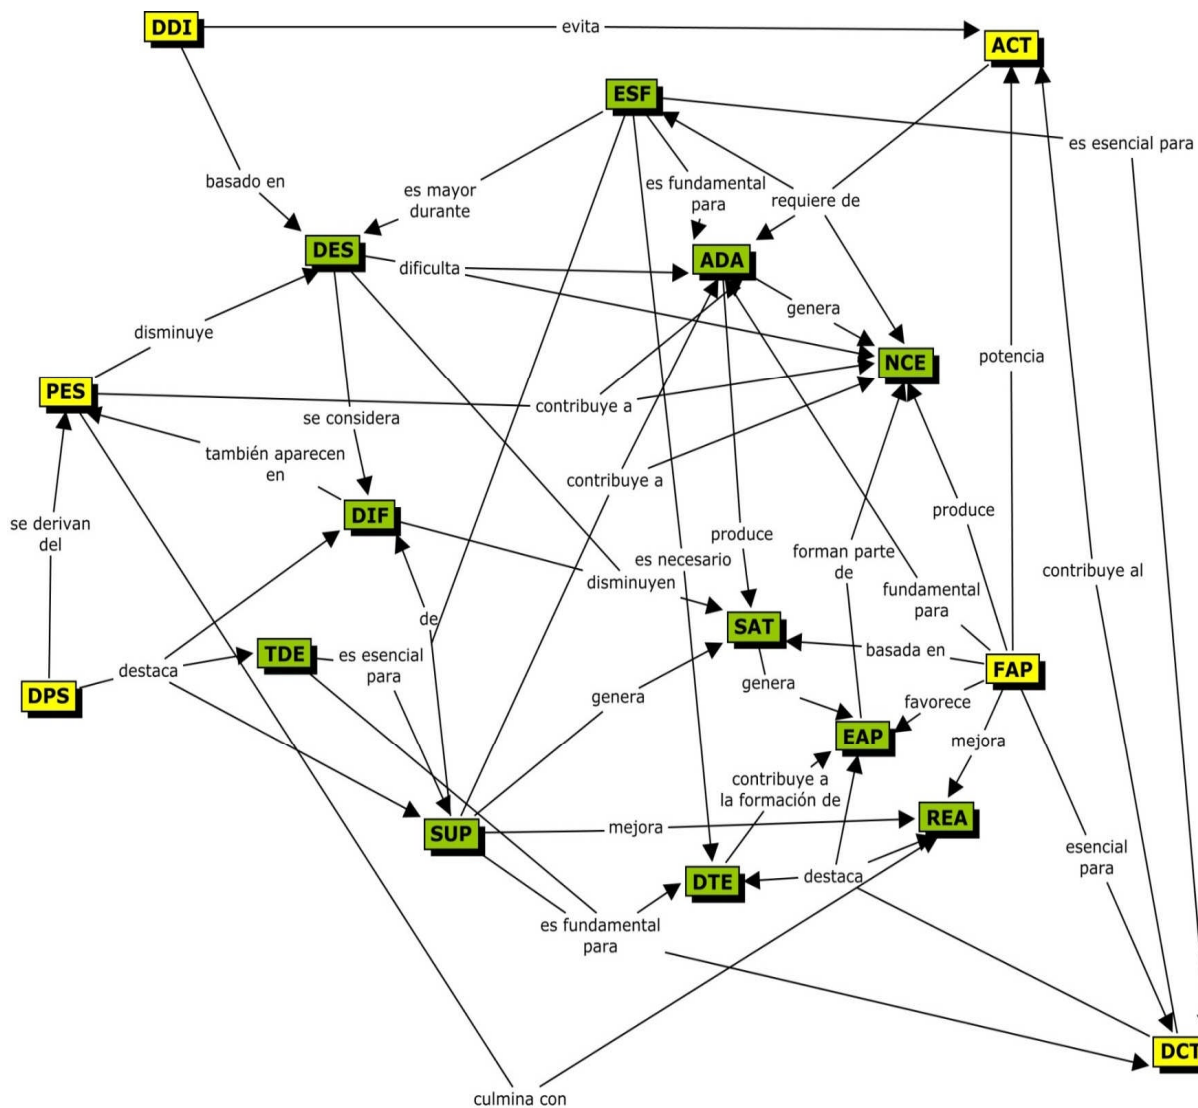 DDI
evita
ACT
ESF
es esencial para
basado en
es mayor
durante
es fundamental
para
requiere de
DES
dificulta
ADA
genera
disminuye
NCE
potencia
PES
contribuye a
se considera
también aparecen
en
contribuye a
DIF
se derivan
del
produce
produce
es necesario
forman parte
de
contribuye al
disminuyen
fundamental
para
de
SAT
TDE
es esencial
para
basada en
FAP
destaca
DPS
genera
genera
favorece
EAP
mejora
contribuye a
la formación de
SUP
mejora
REA
esencial
para
DTE
destaca
es fundamental
para
DCT
culmina con